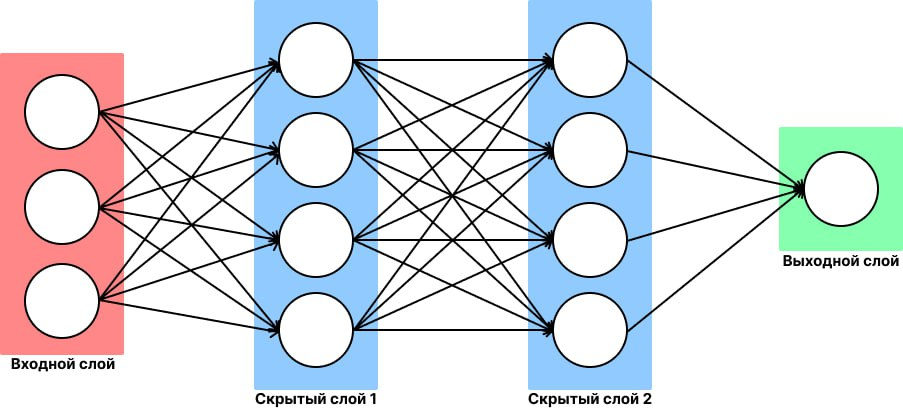 Входной слой
Скрытый слой 1
Скрытый слой 2
Выходной слой